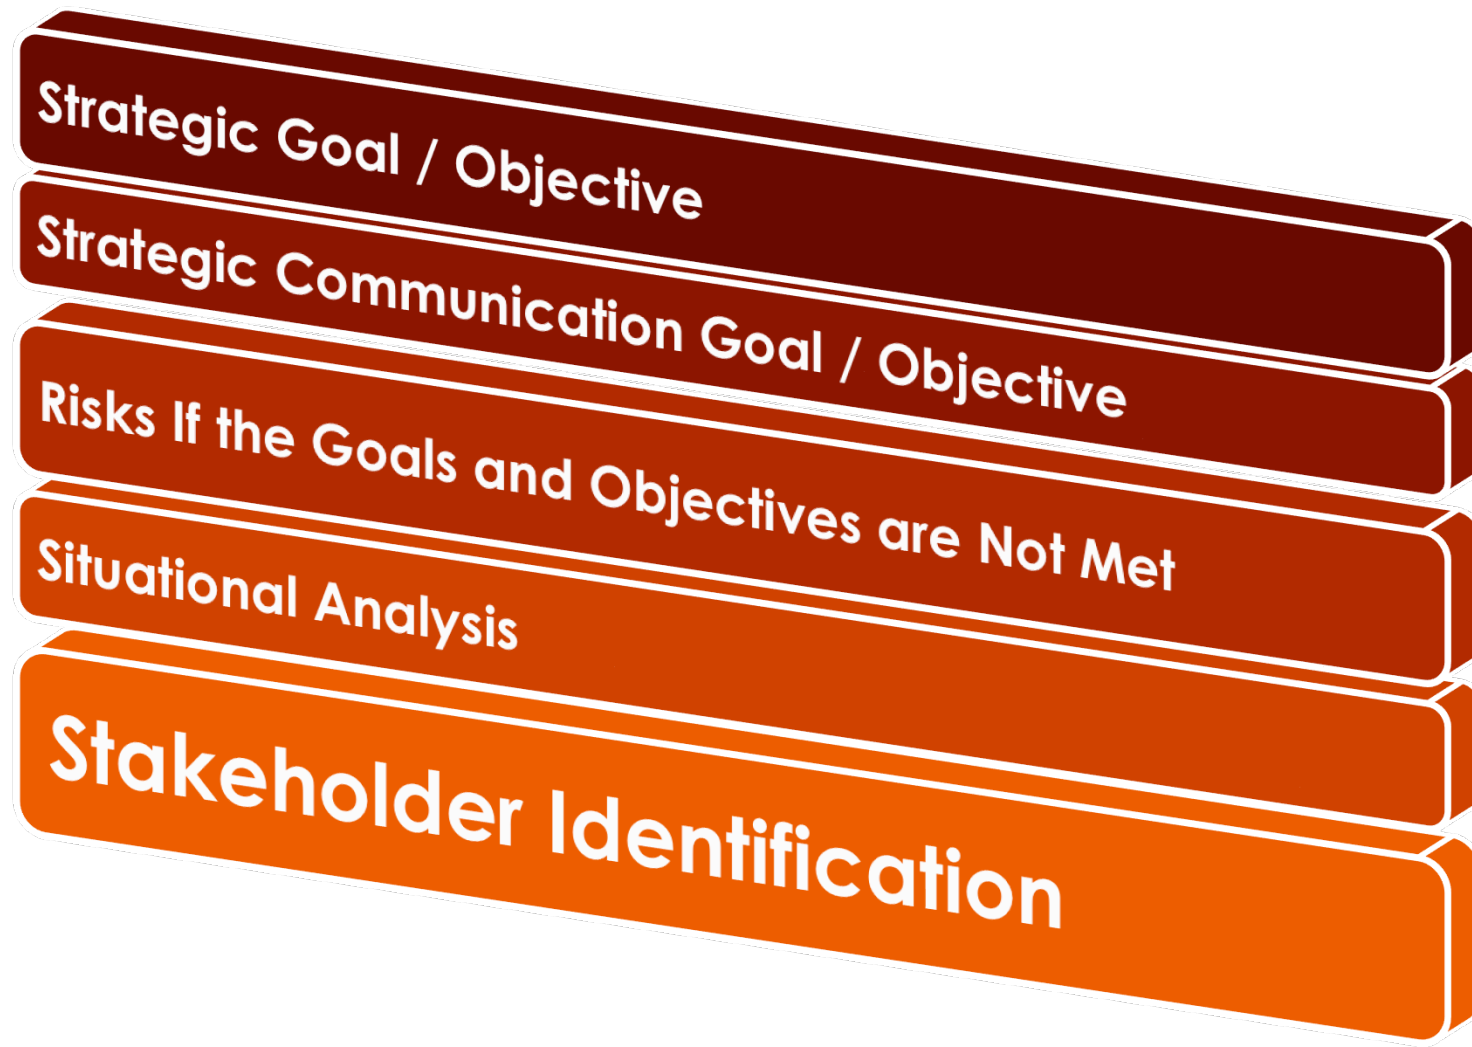 Strategic Goal / Objective
Strategic Communication Goal / Objective
Risks If the Goals and Objectives are Not Met
Situational Analysis
Stakeholder Identification